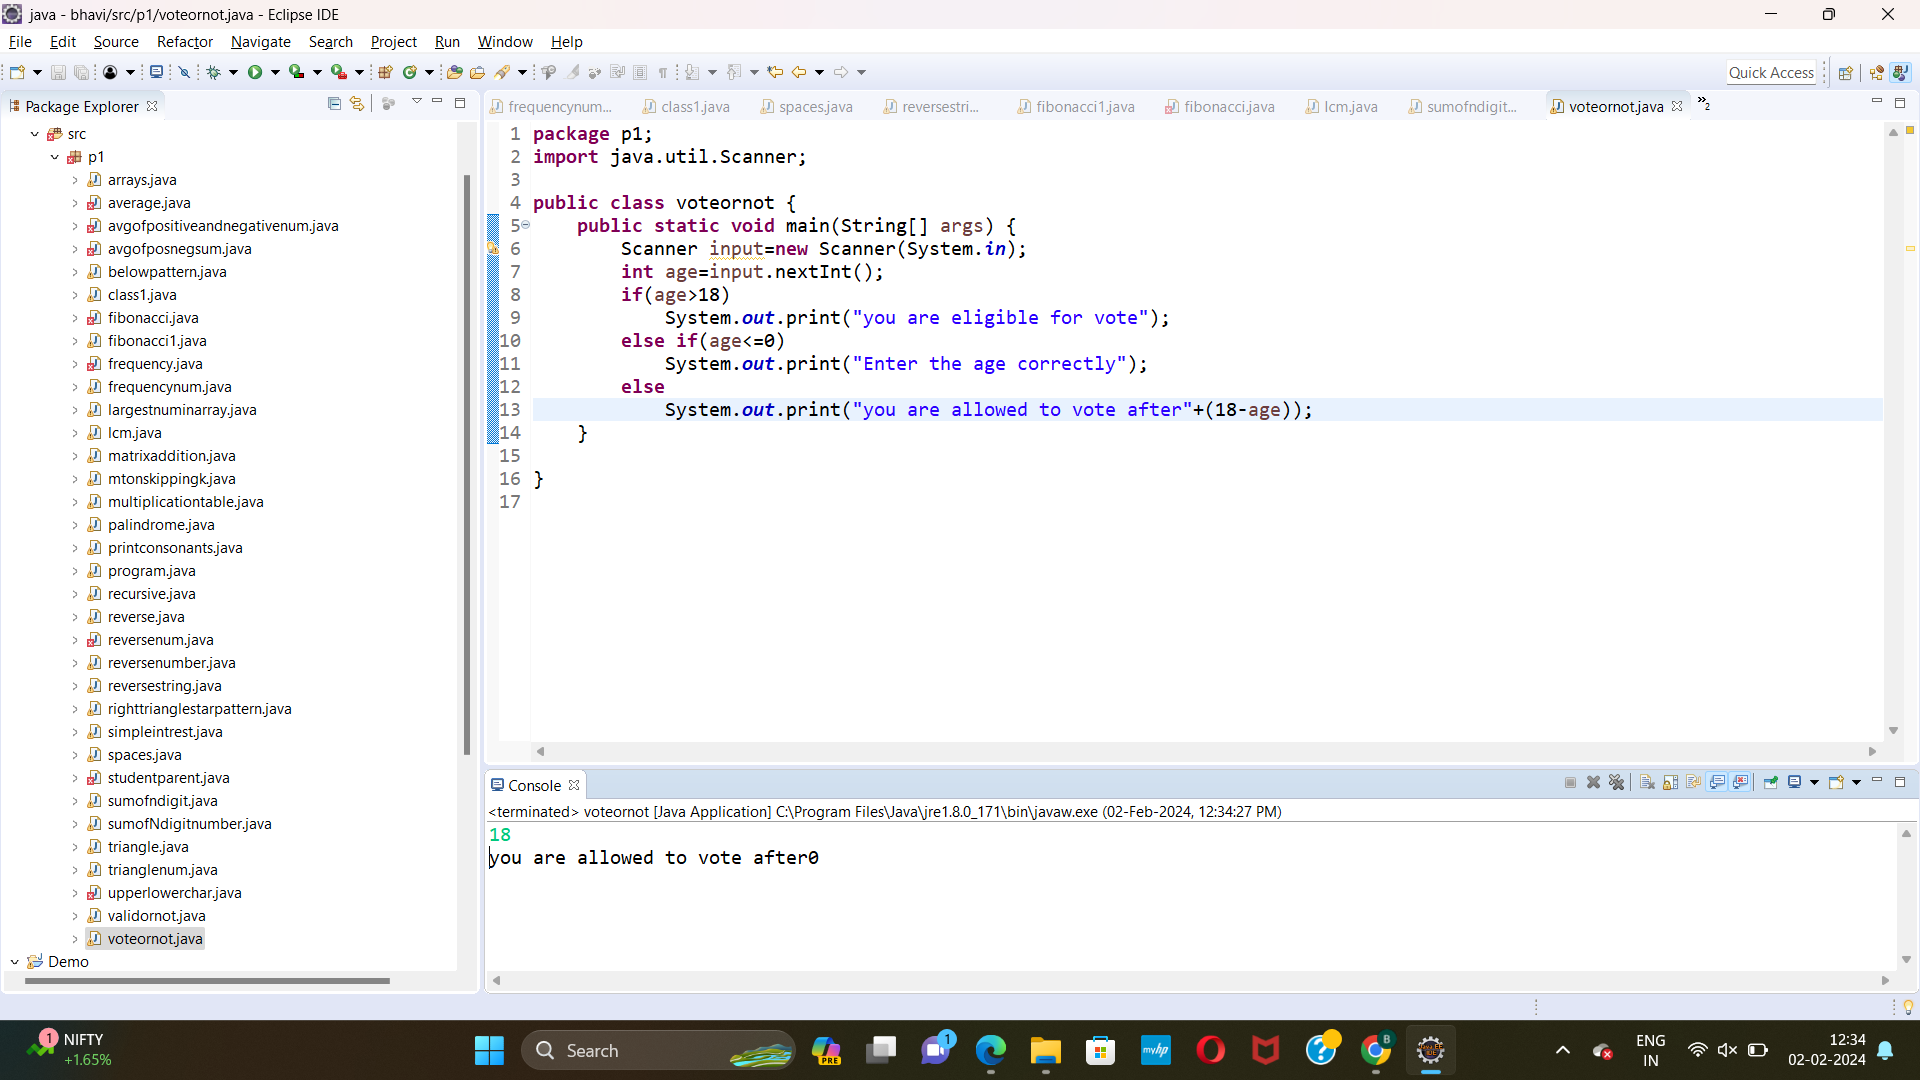 java - bhavi/src/p1/voteornot.java - Eclipse IDE
File Edit Source Refactor Navigate Search Project Run Window Help
Quick Access
Package Explorer
src
p1
arrays.java
average.java
avgofpositiveandnegativenum.java
avgofposnegsum.java
belowpattern.java
class1.java
fibonacci.java
fibonacci1.java
frequency.java
frequencynum.java
largestnuminarray.java
lcm.java
matrixaddition.java
mtonskippingk.java
multiplicationtable.java
palindrome.java
printconsonants.java
program.java
recursive.java
reverse.java
reversenum.java
reversenumber.java
reversestring.java
righttrianglestarpattern.java
simpleintrest.java
spaces.java
studentparent.java
sumofndigit.java
sumofNdigitnumber.java
triangle.java
trianglenum.java
upperlowerchar.java
validornot.java
voteornot.java
Demo
frequencynum... class1.java spaces.java reversestri... fibonacci1.java fibonacci.java lcm.java sumofndigit... voteornot.java »2
1 package p1;
2 import java.util.Scanner;
3
4 public class voteornot {
5 public static void main(String[] args) {
6 Scanner input=new Scanner(System.in);
7 int age=input.nextInt();
8 if(age>18)
9 System.out.print("you are eligible for vote");
10 else if(age<=0)
11 System.out.print("Enter the age correctly");
12 else
13 System.out.print("you are allowed to vote after"+(18-age));
14 }
15
16 }
17
Console
<terminated> voteornot [Java Application] C:\Program Files\Java\jre1.8.0_171\bin\javaw.exe (02-Feb-2024, 12:34:27 PM)
18
you are allowed to vote after0
1 NIFTY
+1.65%
Search
PRE
1
myhp
B
ENG
IN
12:34
02-02-2024